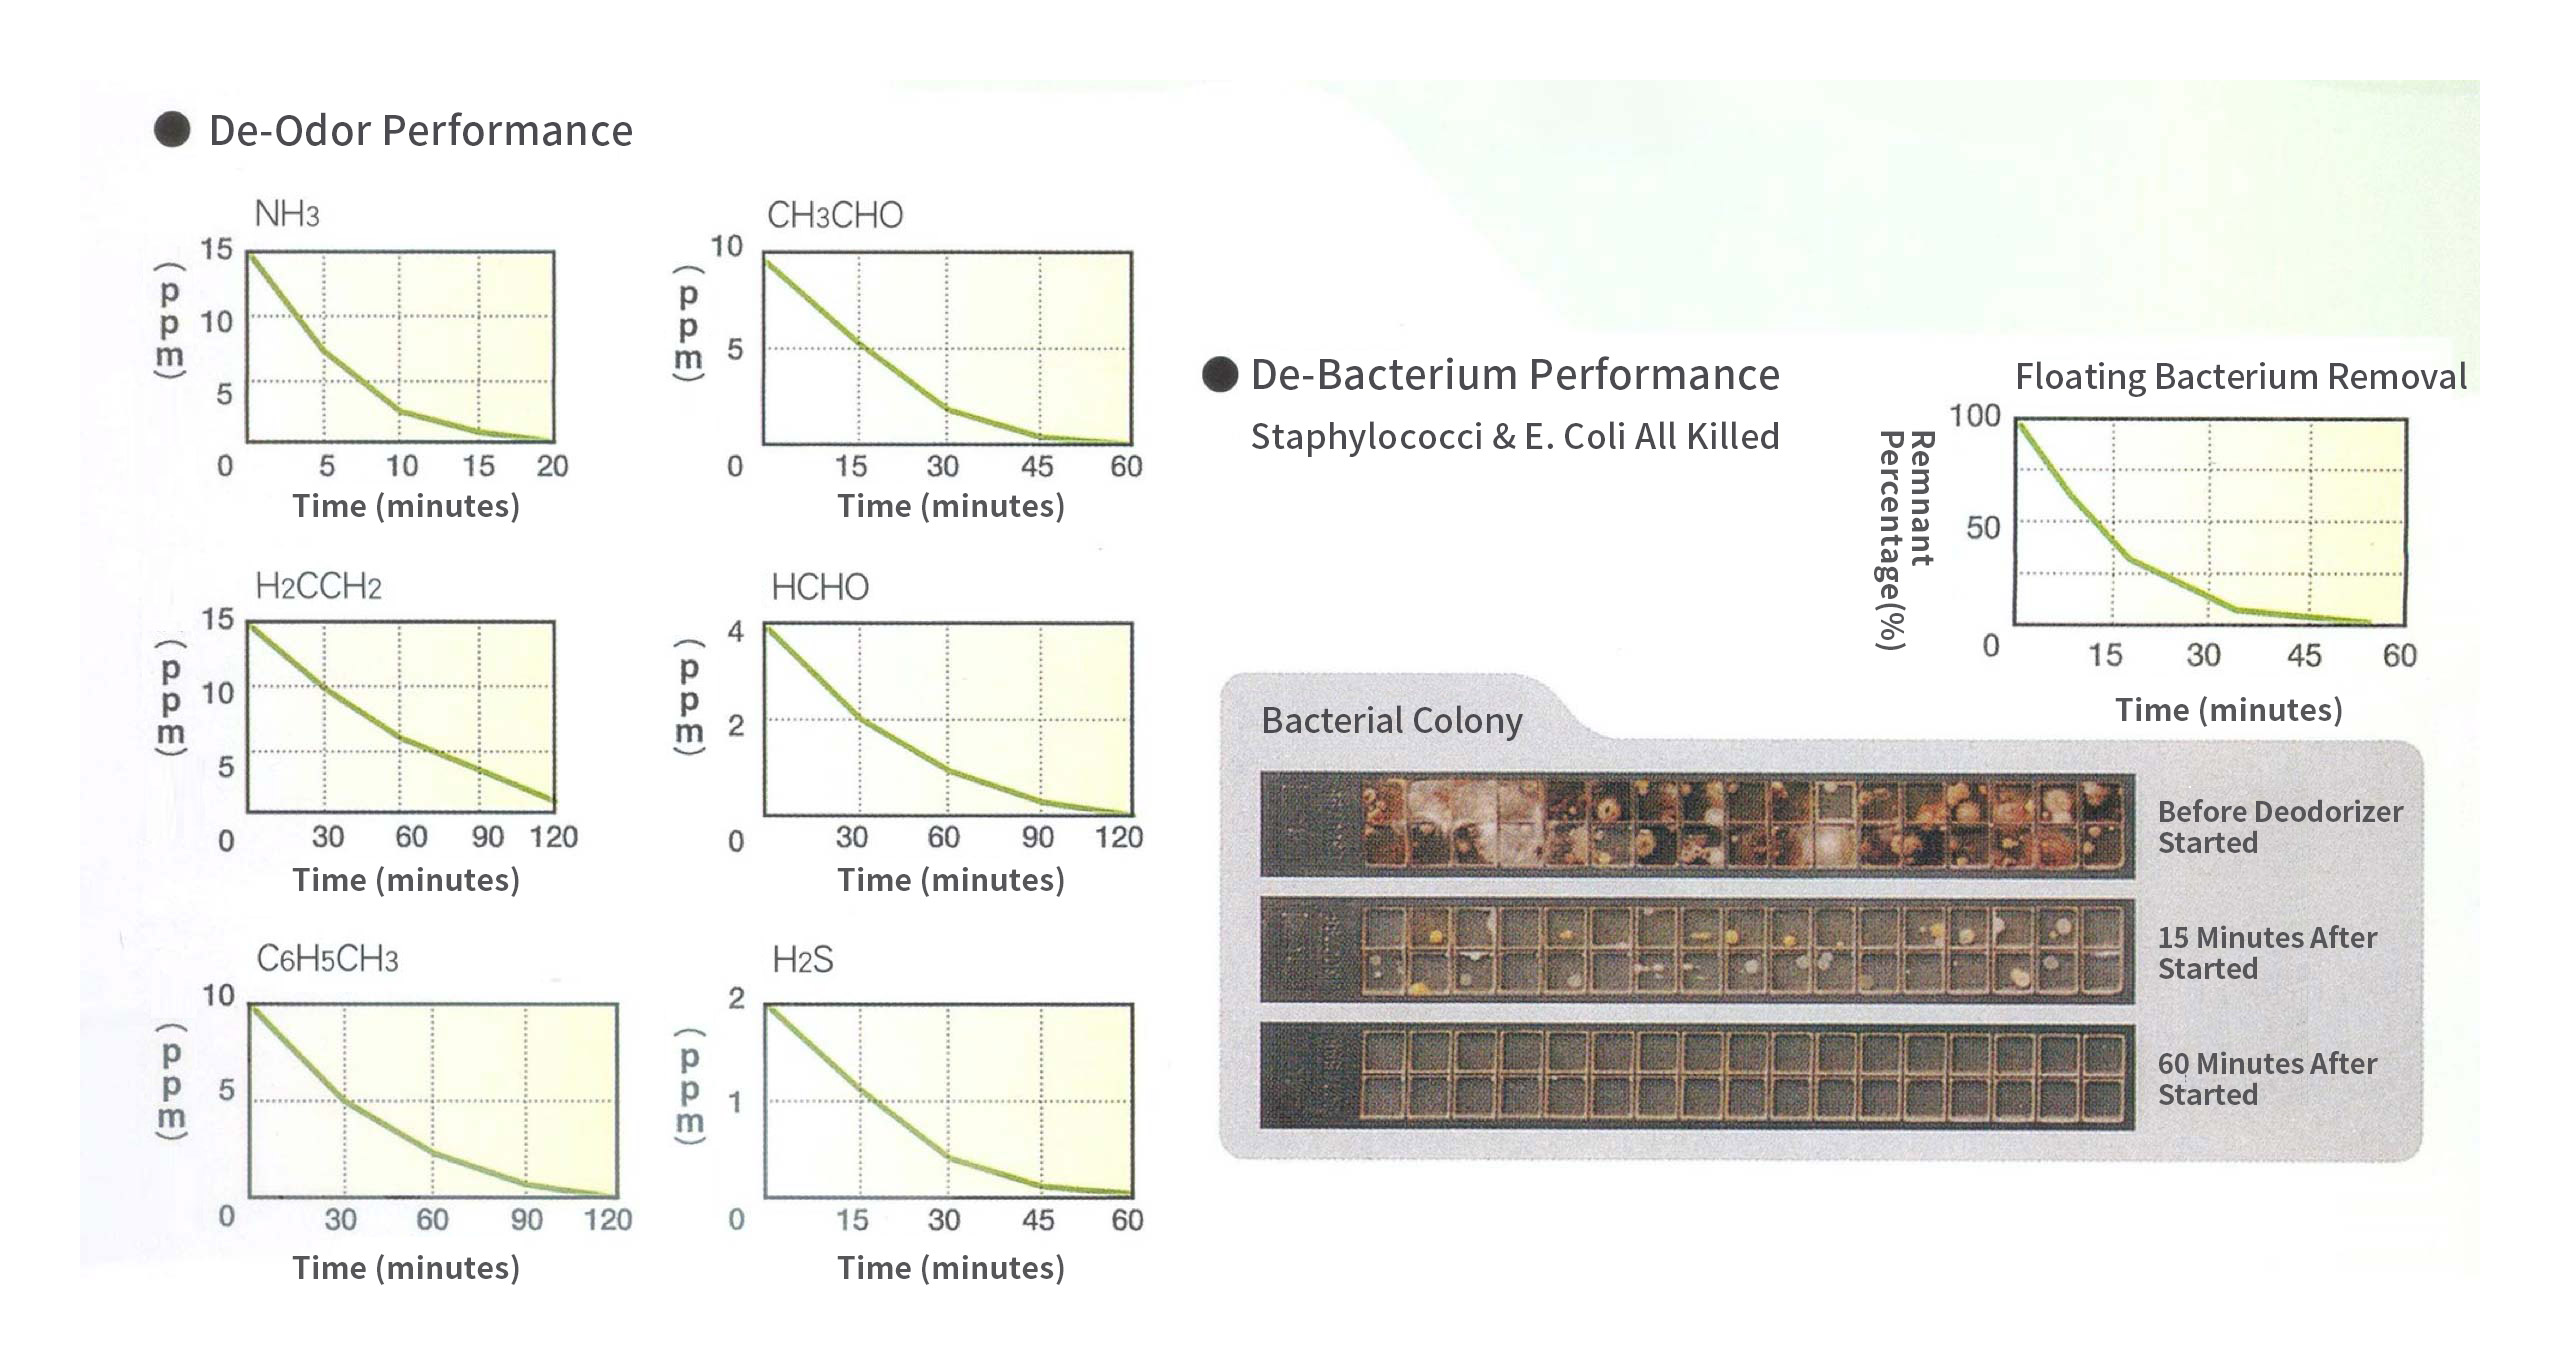 De-Odor Performance
NH3
15
10
5
0
(ppm)
5 10 15 20
Time (minutes)
CH3CHO
10
5
0
(ppm)
15 30 45 60
Time (minutes)
H2CCH2
15
10
5
0
(ppm)
30 60 90 120
Time (minutes)
HCHO
4
2
0
(ppm)
30 60 90 120
Time (minutes)
C6H5CH3
10
5
0
(ppm)
30 60 90 120
Time (minutes)
H2S
2
1
0
(ppm)
15 30 45 60
Time (minutes)
De-Bacterium Performance
Staphylococci & E. Coli All Killed
Floating Bacterium Removal
100
50
0
Remnant
Percentage(%)
15 30 45 60
Time (minutes)
Bacterial Colony
Before Deodorizer
Started
15 Minutes After
Started
60 Minutes After
Started